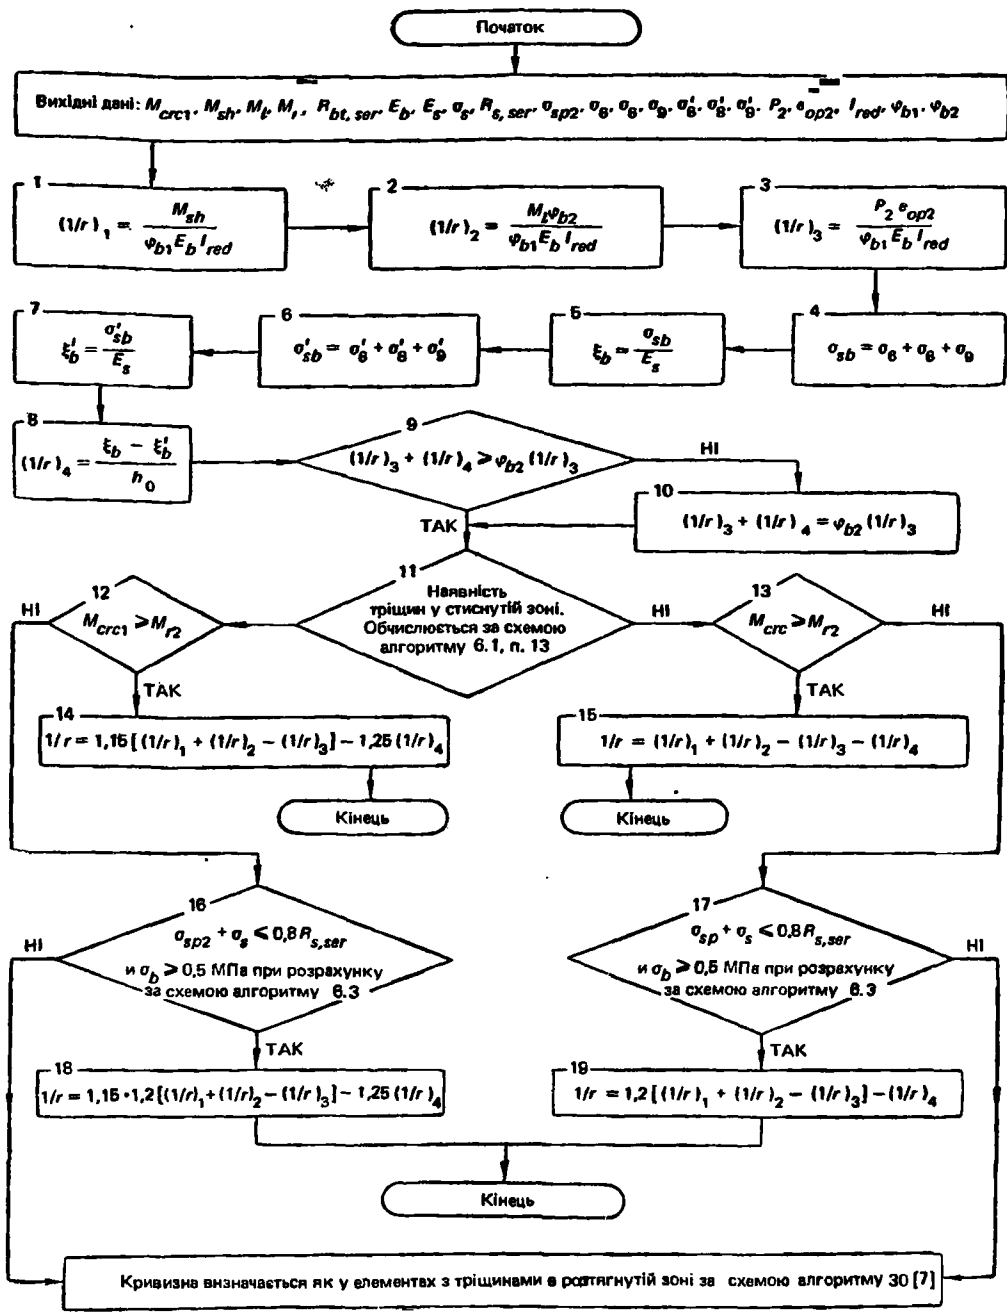 Початок
Вихідні дані: M_crc1, M_sh, M_l, M_r, R_bt,ser, E_b, E_s, σ_s, R_s,ser, σ_sp2, σ_6, σ_6, σ_9, σ'_6, σ'_8, σ'_9, P_2, e_op2, I_red, φ_b1, φ_b2
1
(1/r)_1 = M_sh / φ_b1 E_b I_red
2
(1/r)_2 = M_l φ_b2 / φ_b1 E_b I_red
3
(1/r)_3 = P_2 e_op2 / φ_b1 E_b I_red
4
σ_sb = σ_6 + σ_6 + σ_9
5
ξ_b = σ_sb / E_s
6
σ'_sb = σ'_6 + σ'_8 + σ'_9
7
ξ'_b = σ'_sb / E_s
8
(1/r)_4 = ξ_b − ξ'_b / h_0
9
(1/r)_3 + (1/r)_4 ⩾ φ_b2 (1/r)_3
НІ
10
(1/r)_3 + (1/r)_4 = φ_b2 (1/r)_3
ТАК
11
Наявність
тріщин у стиснутій зоні.
Обчислюється за схемою
алгоритму 6.1, п. 13
НІ
12
M_crc1 ⩾ M_r2
НІ
ТАК
13
M_crc ⩾ M_r2
НІ
ТАК
14
1/r = 1,15 [(1/r)_1 + (1/r)_2 − (1/r)_3] − 1,25 (1/r)_4
15
1/r = (1/r)_1 + (1/r)_2 − (1/r)_3 − (1/r)_4
Кінець
Кінець
16
σ_sp2 + σ_s ⩽ 0,8 R_s,ser
и σ_b ⩾ 0,5 МПа при розрахунку
за схемою алгоритму 6.3
НІ
ТАК
17
σ_sp + σ_s ⩽ 0,8 R_s,ser
и σ_b ⩾ 0,5 МПа при розрахунку
за схемою алгоритму 6.3
НІ
ТАК
18
1/r = 1,15 · 1,2 [(1/r)_1 + (1/r)_2 − (1/r)_3] − 1,25 (1/r)_4
19
1/r = 1,2 [(1/r)_1 + (1/r)_2 − (1/r)_3] − (1/r)_4
Кінець
Кривизна визначається як у елементах з тріщинами в розтягнутій зоні за схемою алгоритму 30 [7]